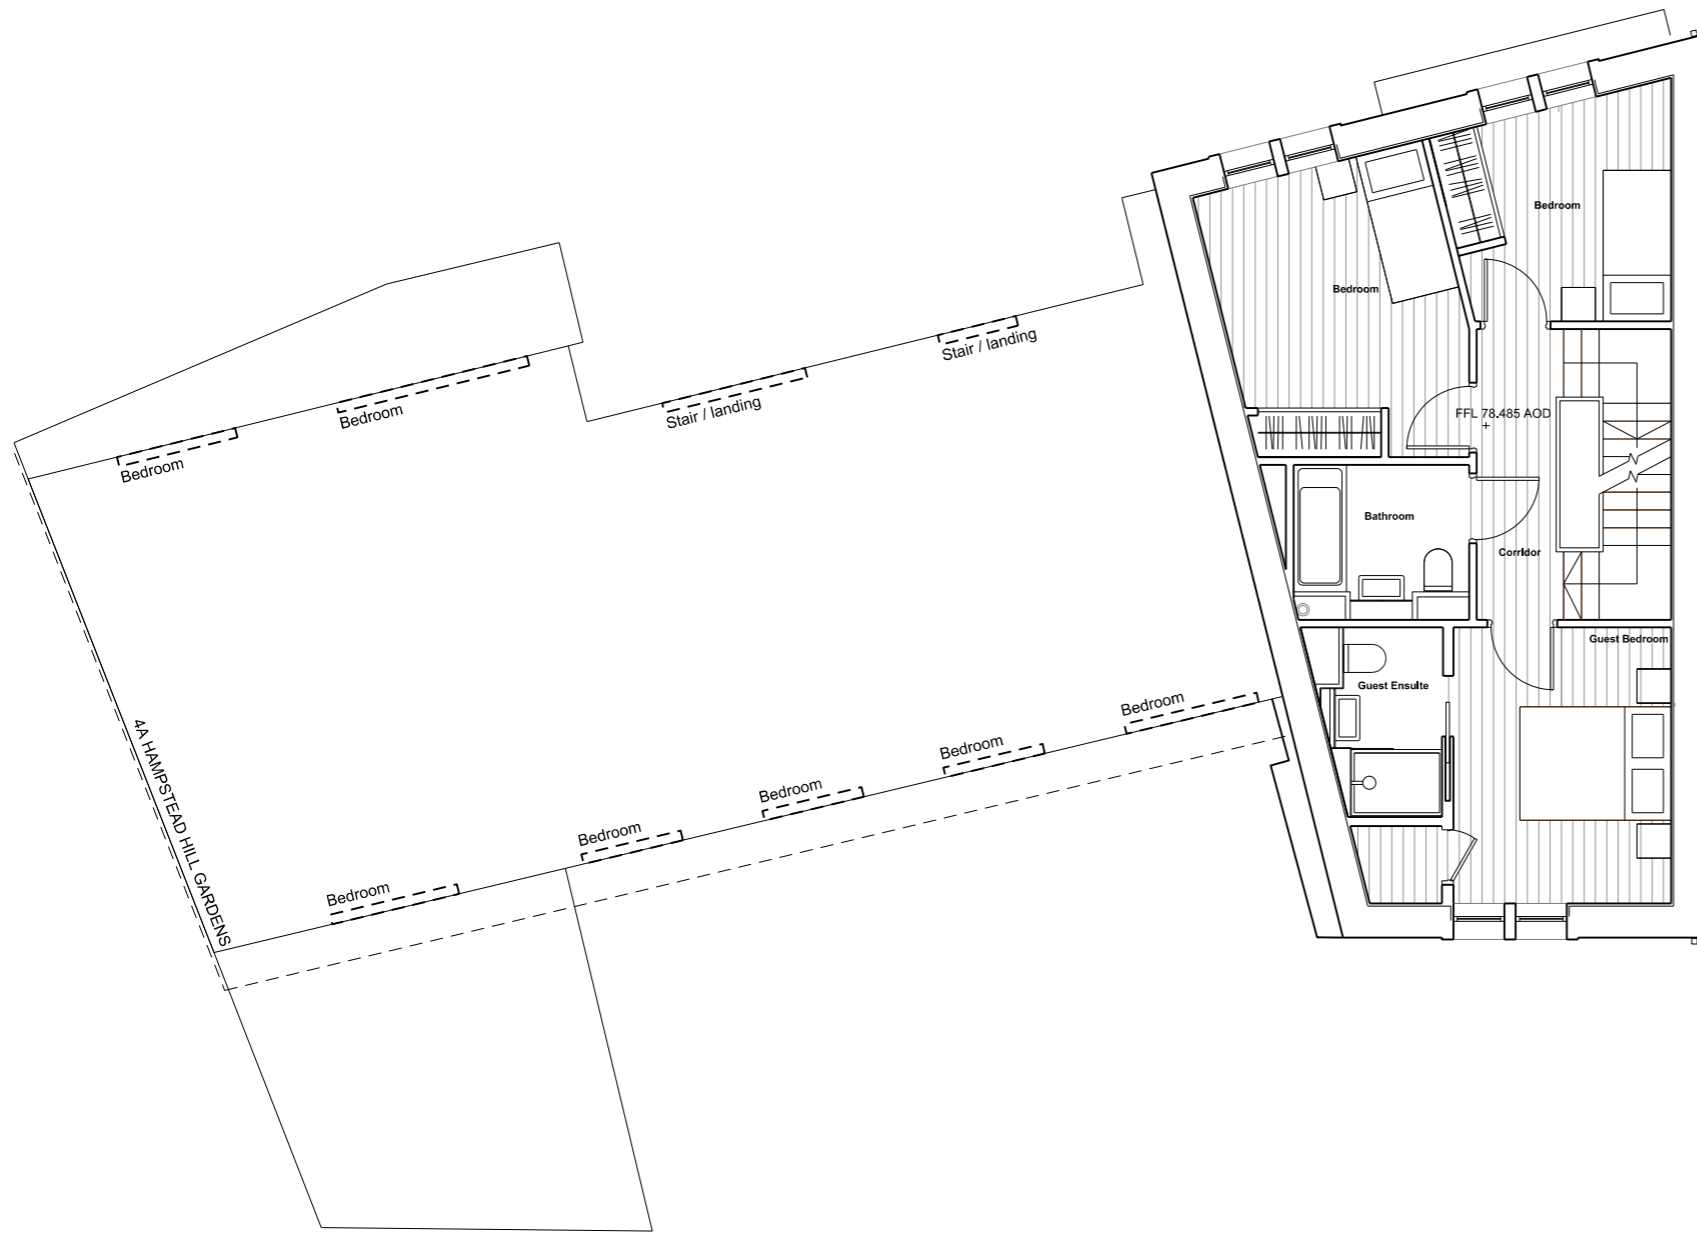 Bedroom
Bedroom
Stair / landing
Stair / landing
Bedroom
Bedroom
FFL 78.485 AOD
Bathroom
Corridor
Guest Bedroom
Guest Ensuite
4A HAMPSTEAD HILL GARDENS
Bedroom
Bedroom
Bedroom
Bedroom
Bedroom